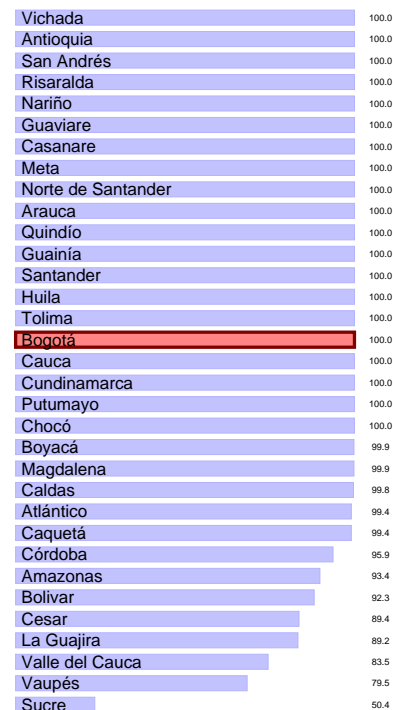 Vichada 100.0
Antioquia 100.0
San Andrés 100.0
Risaralda 100.0
Nariño 100.0
Guaviare 100.0
Casanare 100.0
Meta 100.0
Norte de Santander 100.0
Arauca 100.0
Quindío 100.0
Guainía 100.0
Santander 100.0
Huila 100.0
Tolima 100.0
Bogotá 100.0
Cauca 100.0
Cundinamarca 100.0
Putumayo 100.0
Chocó 100.0
Boyacá 99.9
Magdalena 99.9
Caldas 99.8
Atlántico 99.4
Caquetá 99.4
Córdoba 95.9
Amazonas 93.4
Bolivar 92.3
Cesar 89.4
La Guajira 89.2
Valle del Cauca 83.5
Vaupés 79.5
Sucre 50.4